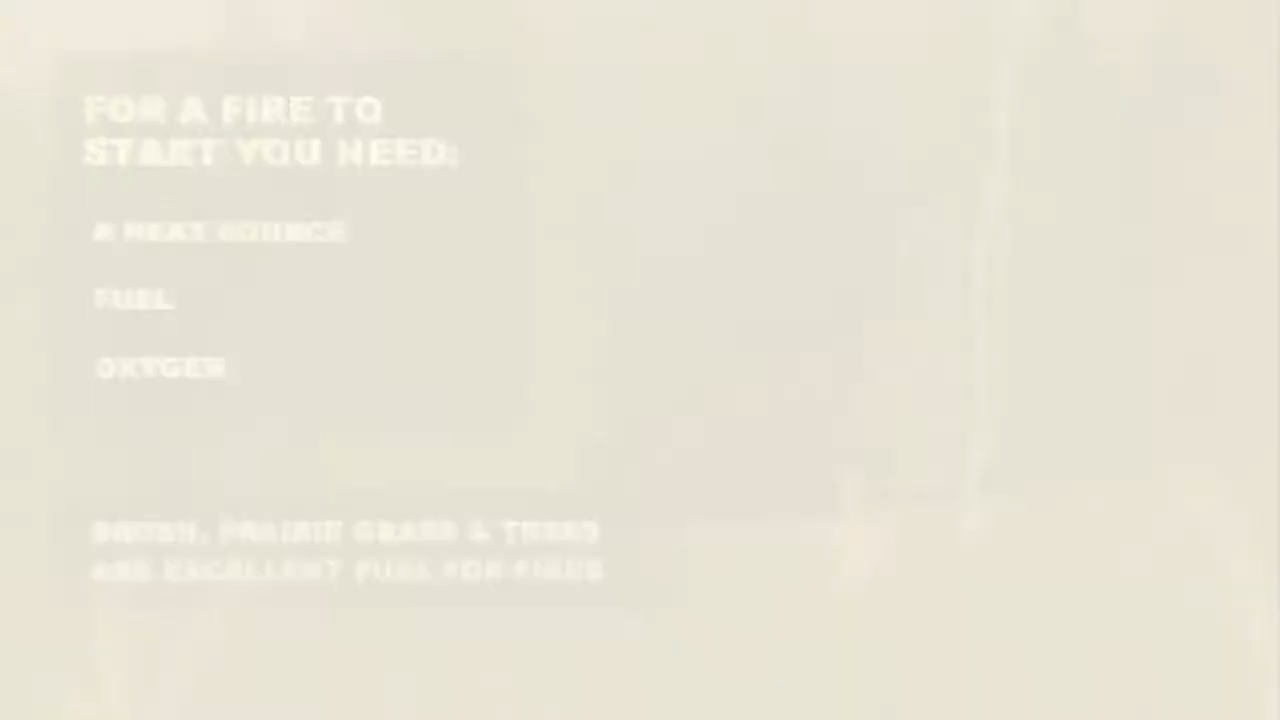 FOR A FIRE TO
START YOU NEED:
A HEAT SOURCE
FUEL
OXYGEN
BRUSH, PRAIRIE GRASS & TREES
ARE EXCELLENT FUEL FOR FIRES